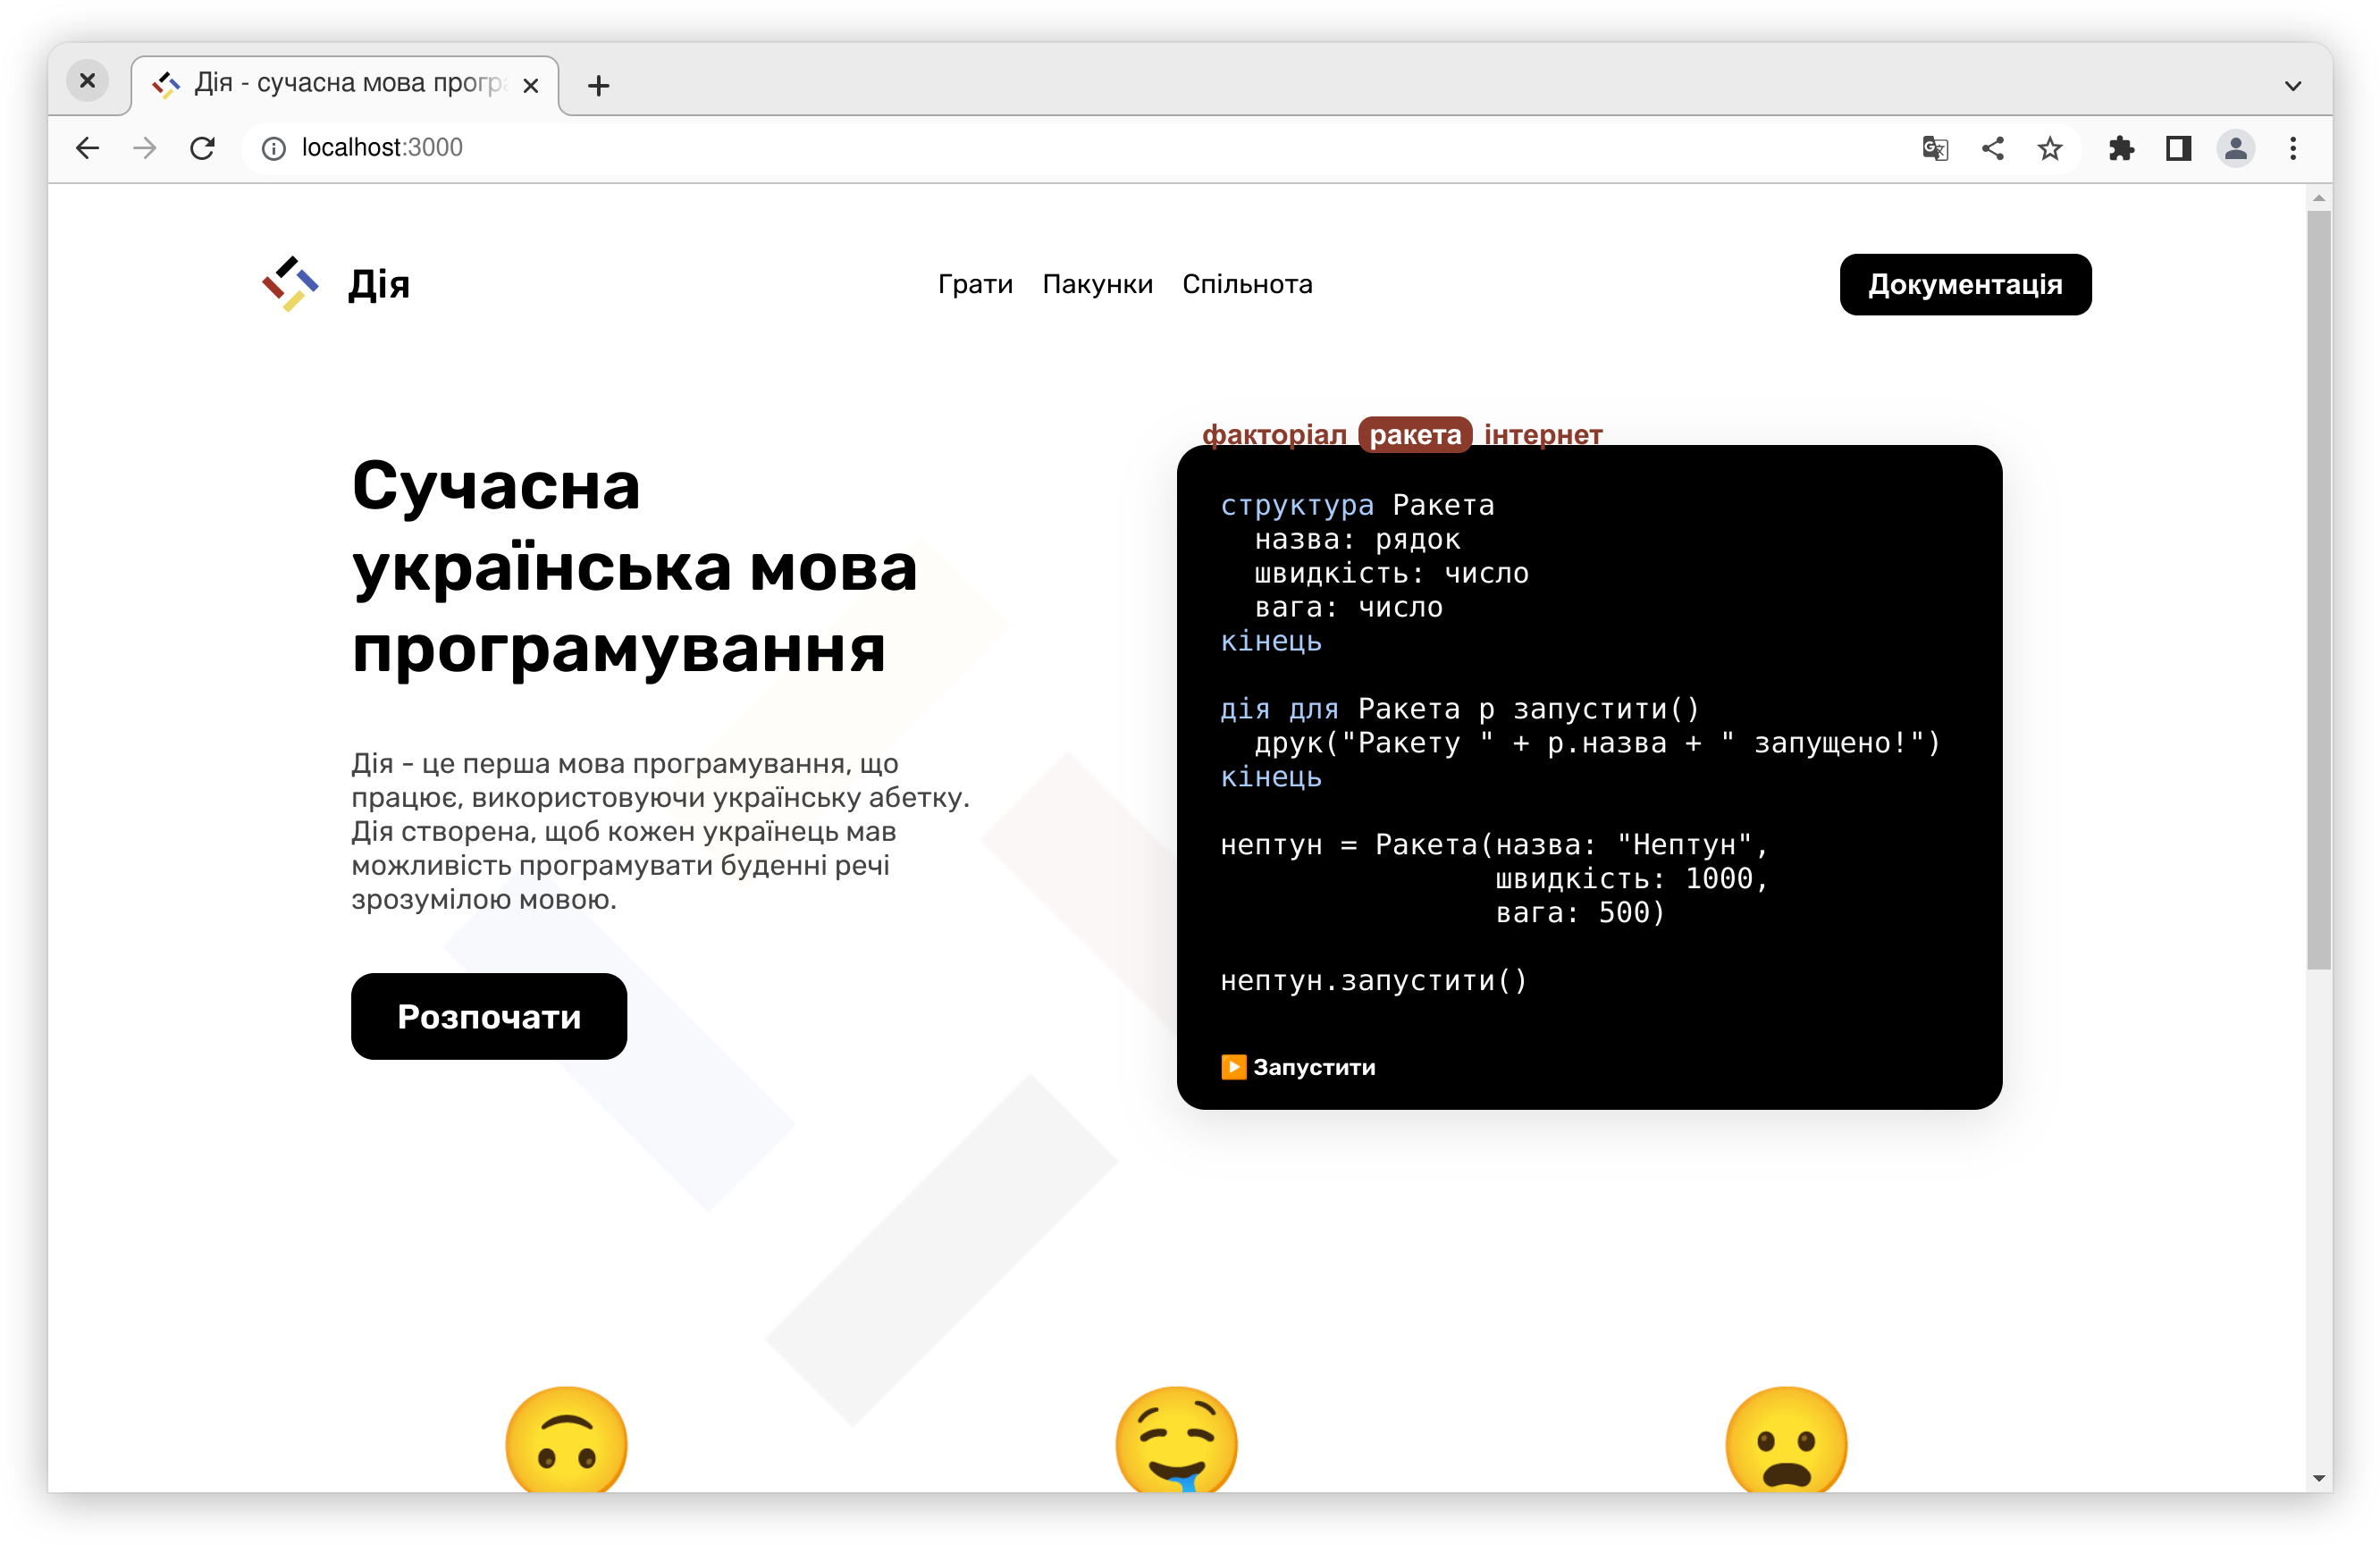 Дія - сучасна мова прогр
localhost:3000
Дія
Грати Пакунки Спільнота
Документація
Сучасна
українська мова
програмування
Дія - це перша мова програмування, що
працює, використовуючи українську абетку.
Дія створена, щоб кожен українець мав
можливість програмувати буденні речі
зрозумілою мовою.
Розпочати
факторіал ракета інтернет
структура Ракета
  назва: рядок
  швидкість: число
  вага: число
кінець
дія для Ракета р запустити()
  друк("Ракету " + р.назва + " запущено!")
кінець
нептун = Ракета(назва: "Нептун",
                швидкість: 1000,
                вага: 500)
нептун.запустити()
Запустити